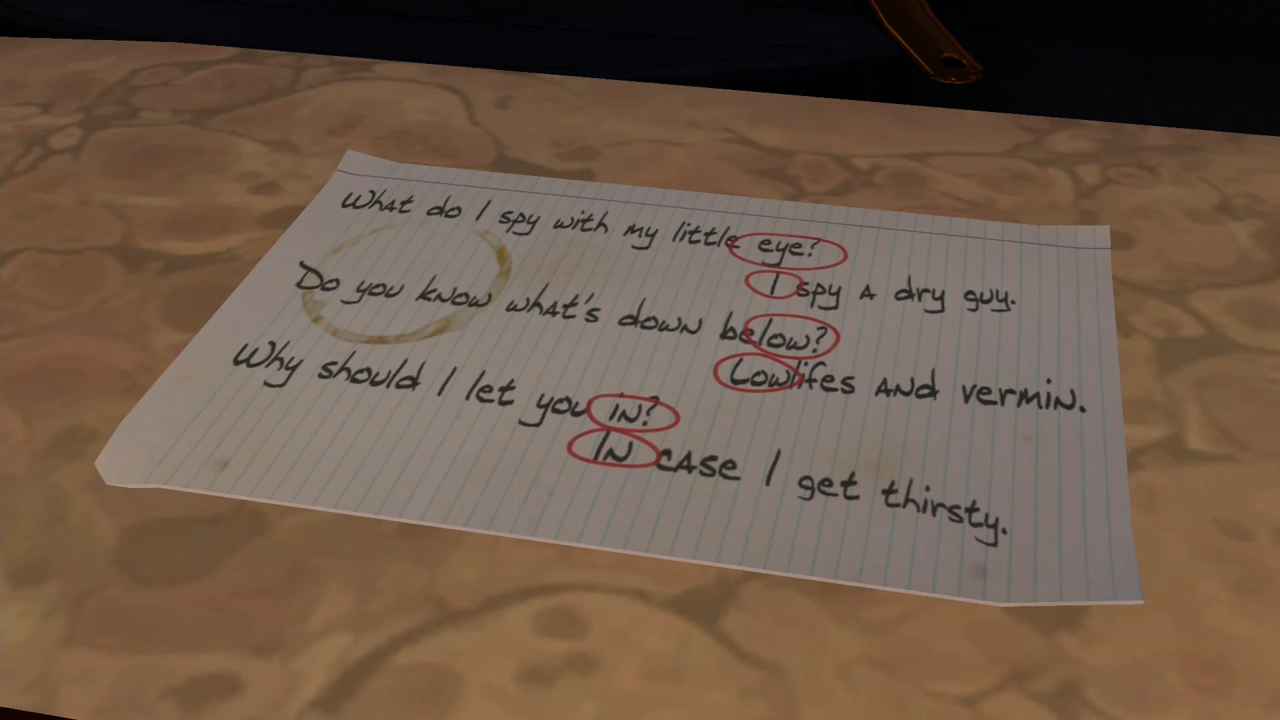 What do I spy with my little eye?
I spy a dry guy.
Do you know what's down below?
Lowlifes and vermin.
Why should I let you in?
In case I get thirsty.